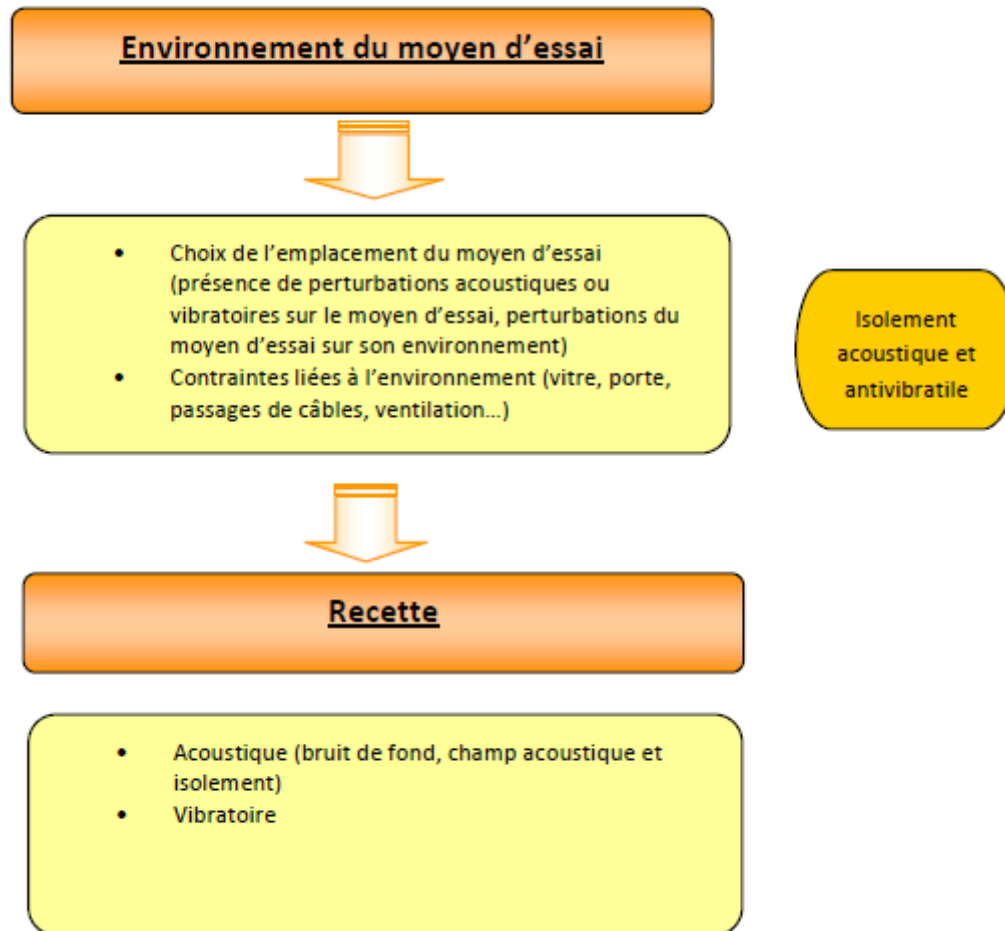 Environnement du moyen d’essai
• Choix de l’emplacement du moyen d’essai
(présence de perturbations acoustiques ou
vibratoires sur le moyen d’essai, perturbations du
moyen d’essai sur son environnement)
• Contraintes liées à l’environnement (vitre, porte,
passages de câbles, ventilation…)
Isolement
acoustique et
antivibratile
Recette
• Acoustique (bruit de fond, champ acoustique et
isolement)
• Vibratoire